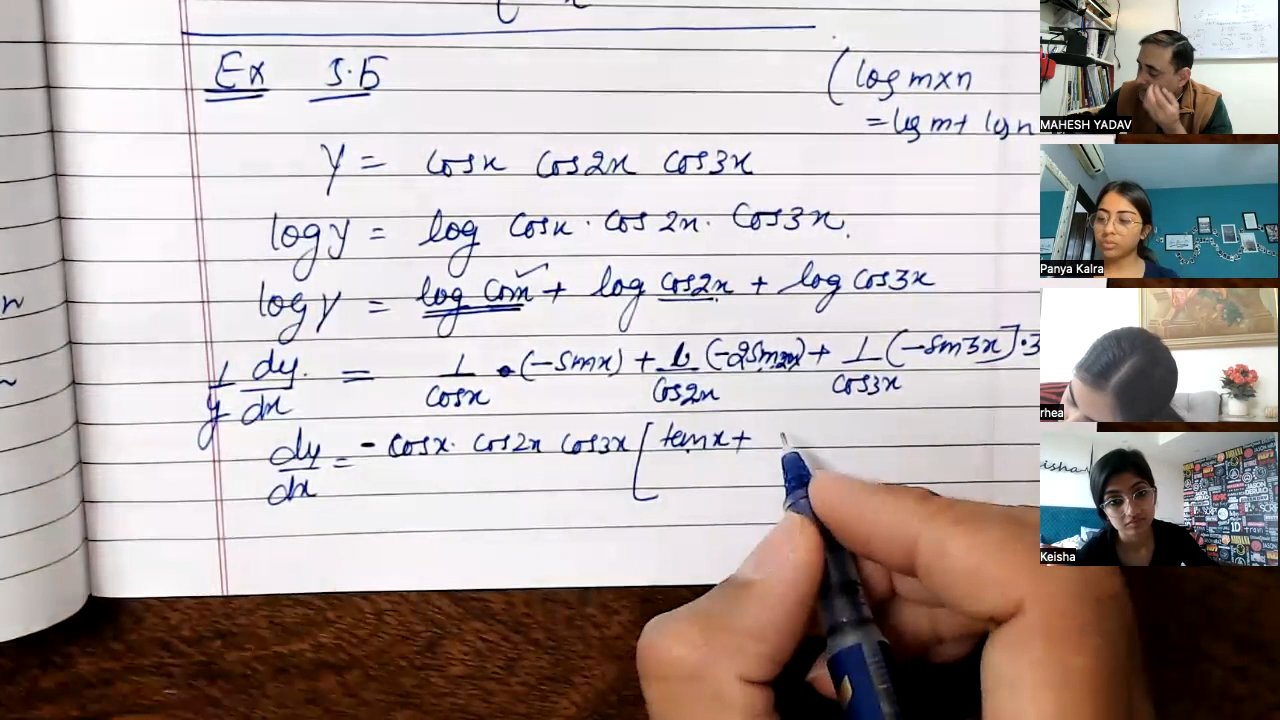 Ex 5.5
(log m×n
= log m + log n
y = cosx cos2x cos3x
log y = log cosx · cos2x · cos3x.
log y = log cosx + log cos2x + log cos3x
1/y dy/dx = 1/cosx · (-sinx) + 1/cos2x (-2sin2x) + 1/cos3x (-sin3x] · 3
dy/dx = - cosx · cos2x cos3x [tanx +
MAHESH YADAV
Panya Kalra
rhea
Keisha